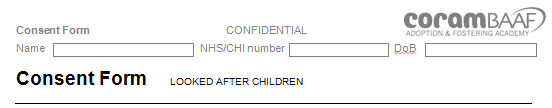 coramBAAF
ADOPTION & FOSTERING ACADEMY
Consent Form CONFIDENTIAL
Name NHS/CHI number DoB
Consent Form LOOKED AFTER CHILDREN